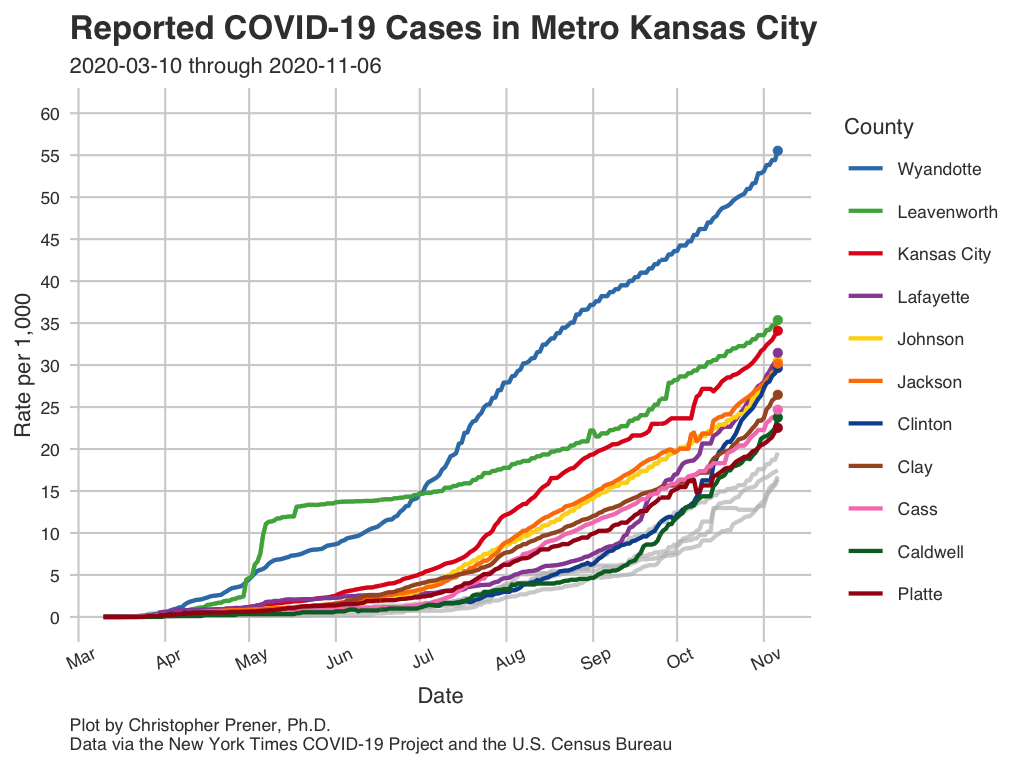 Reported COVID-19 Cases in Metro Kansas City
2020-03-10 through 2020-11-06
60
55
50
45
40
35
30
25
20
15
10
5
0
Rate per 1,000
Mar
Apr
May
Jun
Jul
Aug
Sep
Oct
Nov
Date
County
Wyandotte
Leavenworth
Kansas City
Lafayette
Johnson
Jackson
Clinton
Clay
Cass
Caldwell
Platte
Plot by Christopher Prener, Ph.D.
Data via the New York Times COVID-19 Project and the U.S. Census Bureau